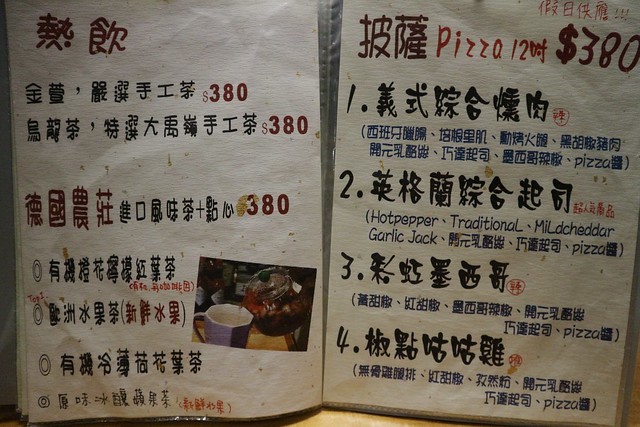 熱飲
金萱，嚴選手工茶$380
烏龍茶，特選大禹嶺手工茶$380
德國農莊進口風味茶+點心$380
◎有機橙花檸檬紅葉茶
Top1
◎歐洲水果茶(新鮮水果)
◎有機冷薄荷花葉茶
◎原味冰釀蘋果茶(新鮮水果)
假日供應!!!
披薩 Pizza 12吋 $380
1.義式綜合燻肉
(西班牙臘腸、培根里肌、勳烤火腿、黑胡椒豬肉
開元乳酪絲、巧達起司、墨西哥辣椒、pizza醬)
2.英格蘭綜合起司
(Hotpepper、Traditional、Mildcheddar
Garlic Jack、開元乳酪絲、巧達起司、pizza醬)
3.彩虹墨西哥
(黃甜椒、紅甜椒、墨西哥辣椒、開元乳酪絲
巧達起司、pizza醬)
4.椒點咕咕雞
(無骨雞腿排、紅甜椒、孜然粉、開元乳酪絲
巧達起司、pizza醬)